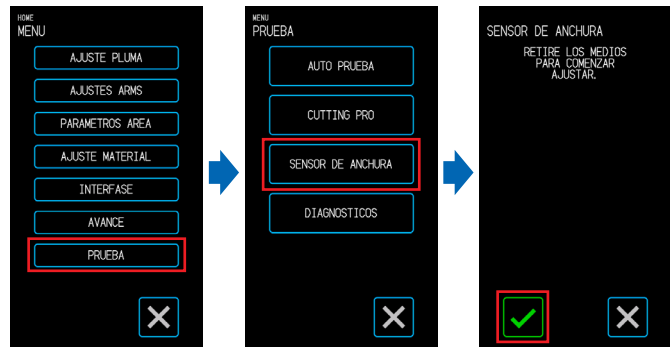 HOME
MENU
AJUSTE PLUMA
AJUSTES ARMS
PARAMETROS AREA
AJUSTE MATERIAL
INTERFASE
AVANCE
PRUEBA
MENU
PRUEBA
AUTO PRUEBA
CUTTING PRO
SENSOR DE ANCHURA
DIAGNOSTICOS
SENSOR DE ANCHURA
RETIRE LOS MEDIOS
PARA COMENZAR
AJUSTAR.